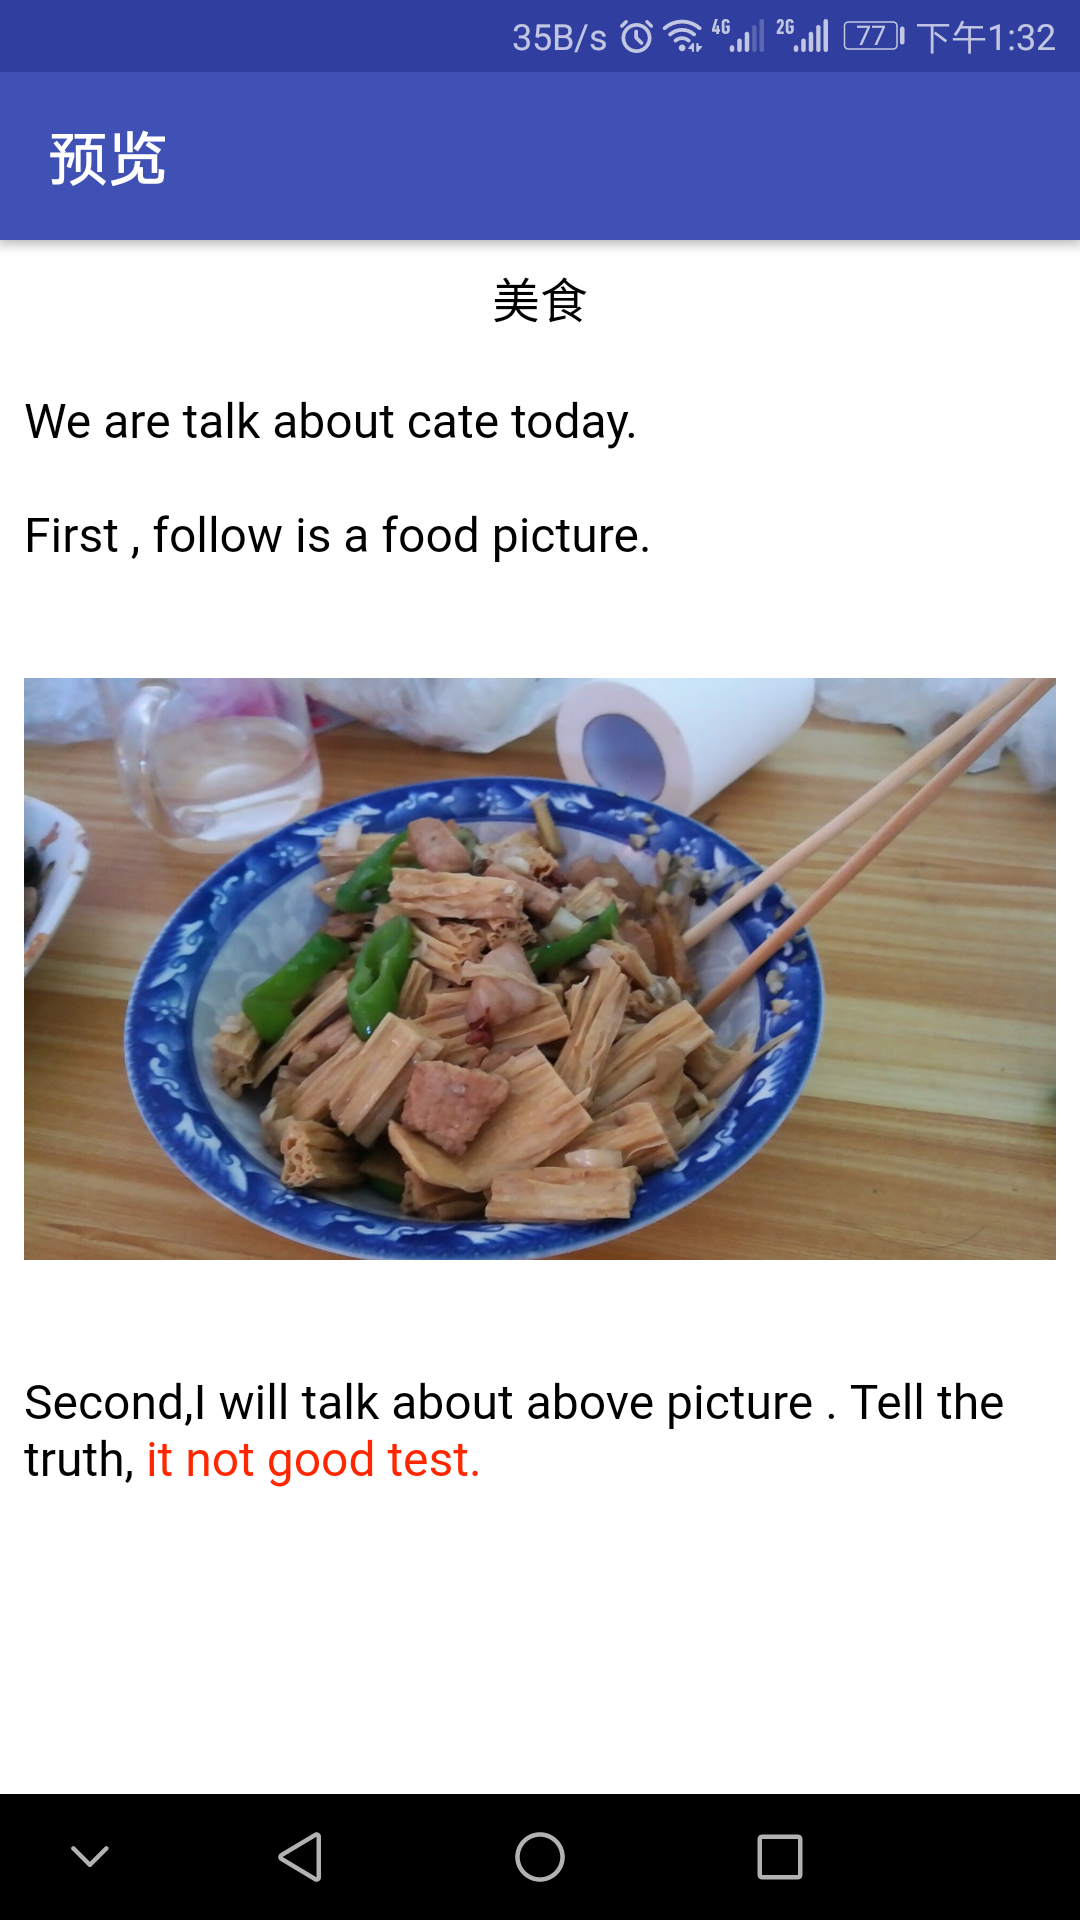 35B/s 4G 2G 77 下午1:32
预览
美食
We are talk about cate today.
First , follow is a food picture.
Second,I will talk about above picture . Tell the
truth, it not good test.